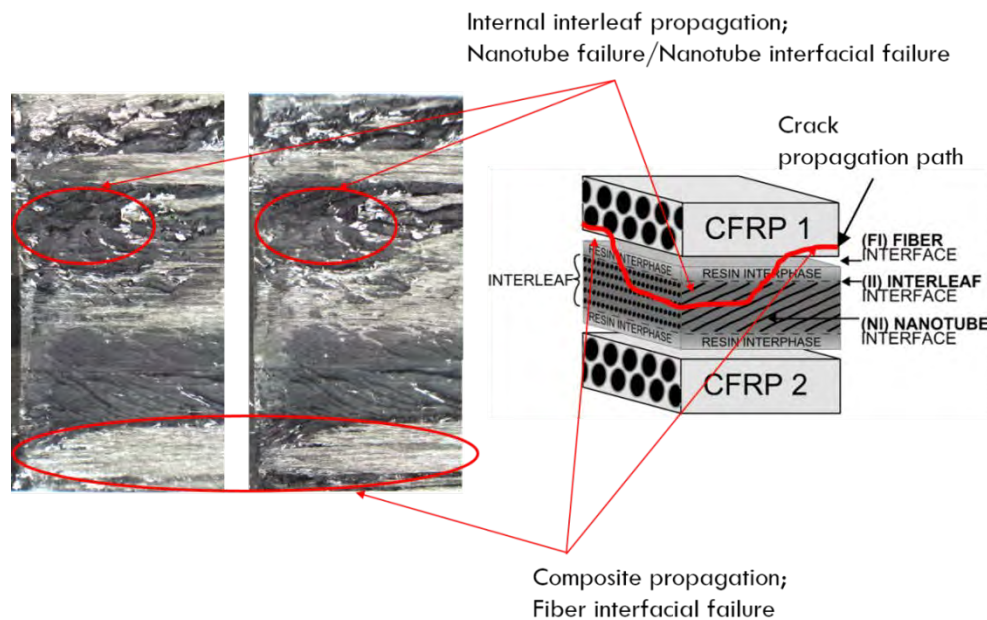 Internal interleaf propagation;
Nanotube failure/Nanotube interfacial failure
Crack
propagation path
CFRP 1
(FI) FIBER
INTERFACE
RESIN INTERPHASE
RESIN INTERPHASE
(II) INTERLEAF
INTERFACE
INTERLEAF
(NI) NANOTUBE
INTERFACE
RESIN INTERPHASE
RESIN INTERPHASE
CFRP 2
Composite propagation;
Fiber interfacial failure